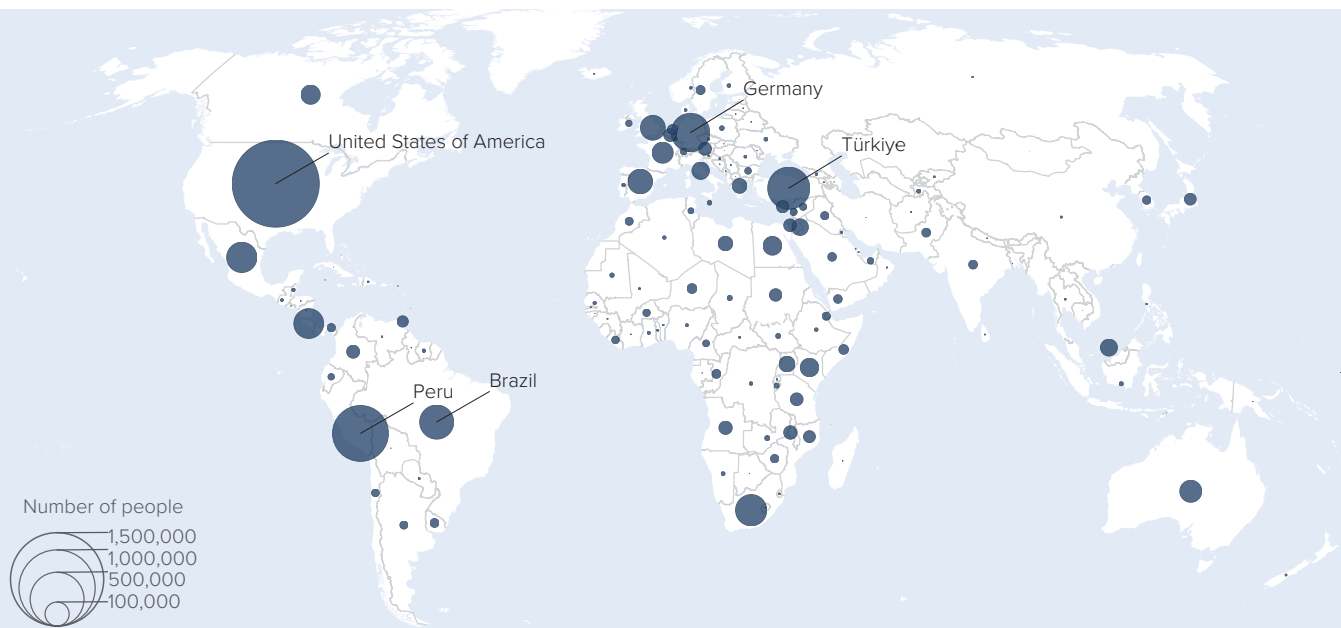 Germany
United States of America
Türkiye
Brazil
Peru
Number of people
1,500,000
1,000,000
500,000
100,000